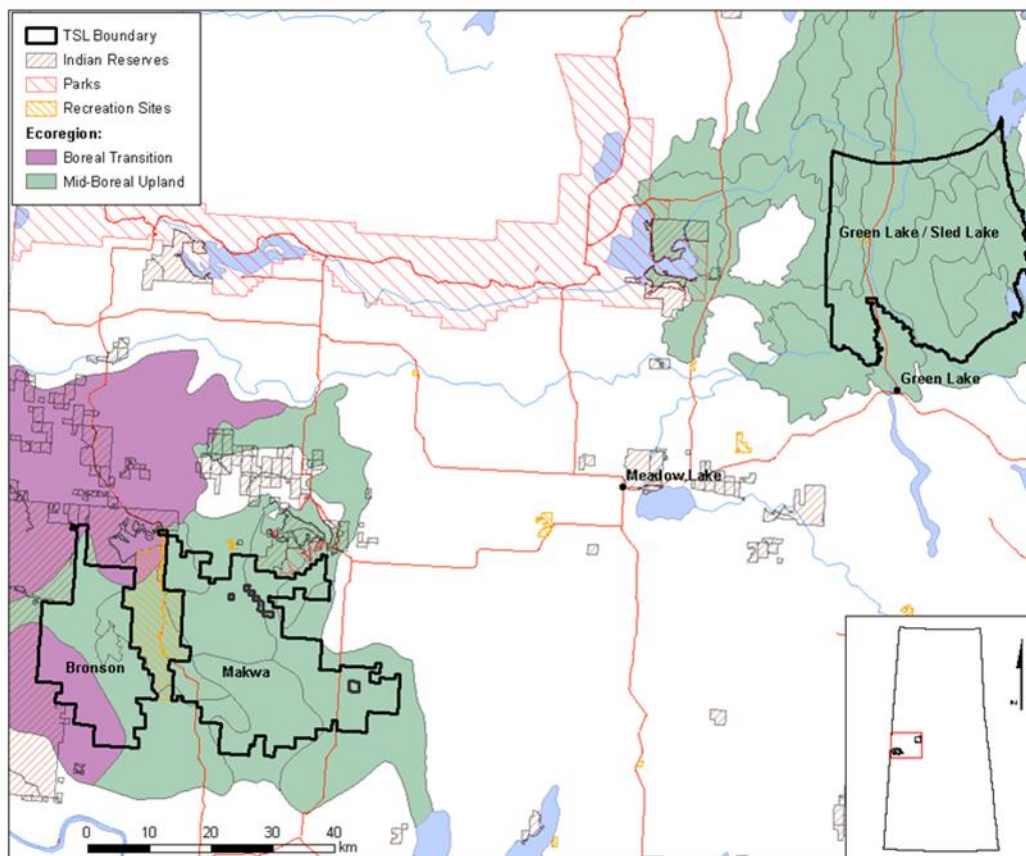 TSL Boundary
Indian Reserves
Parks
Recreation Sites
Ecoregion:
Boreal Transition
Mid-Boreal Upland
Green Lake / Sled Lake
Green Lake
Meadow Lake
Bronson
Makwa
0 10 20 30 40
km
N